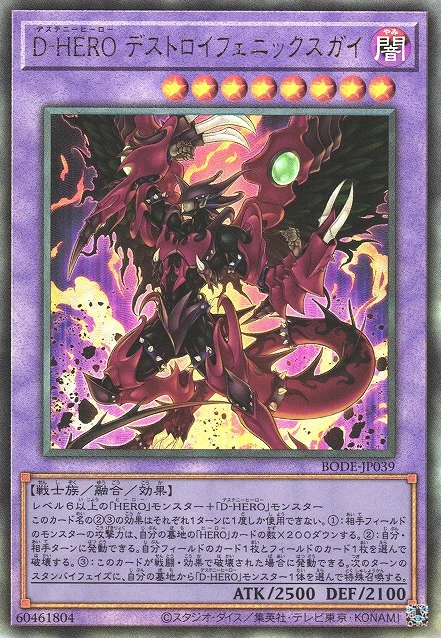 デステニーヒーロー
D-HERO デストロイフェニックスガイ
やみ
闇
BODE-JP039
【戦士族/融合/効果】
レベル6以上の「HERO」モンスター+「D-HERO」モンスター
このカード名の②③の効果はそれぞれ1ターンに1度しか使用できない。①:相手フィールド
のモンスターの攻撃力は、自分の墓地の「HERO」カードの数×200ダウンする。②:自分・
相手ターンに発動できる。自分フィールドのカード1枚とフィールドのカード1枚を選んで
破壊する。③:このカードが戦闘・効果で破壊された場合に発動できる。次のターンの
スタンバイフェイズに、自分の墓地から「D-HERO」モンスター1体を選んで特殊召喚する。
ATK/2500 DEF/2100
60461804 ©スタジオ・ダイス/集英社・テレビ東京・KONAMI